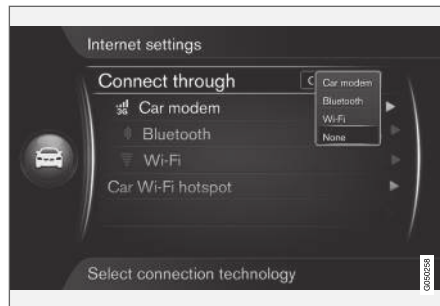 Internet settings
Connect through
Car modem
Bluetooth
Wi-Fi
None
3G Car modem
Bluetooth
Wi-Fi
Car Wi-Fi hotspot
Select connection technology
G050258